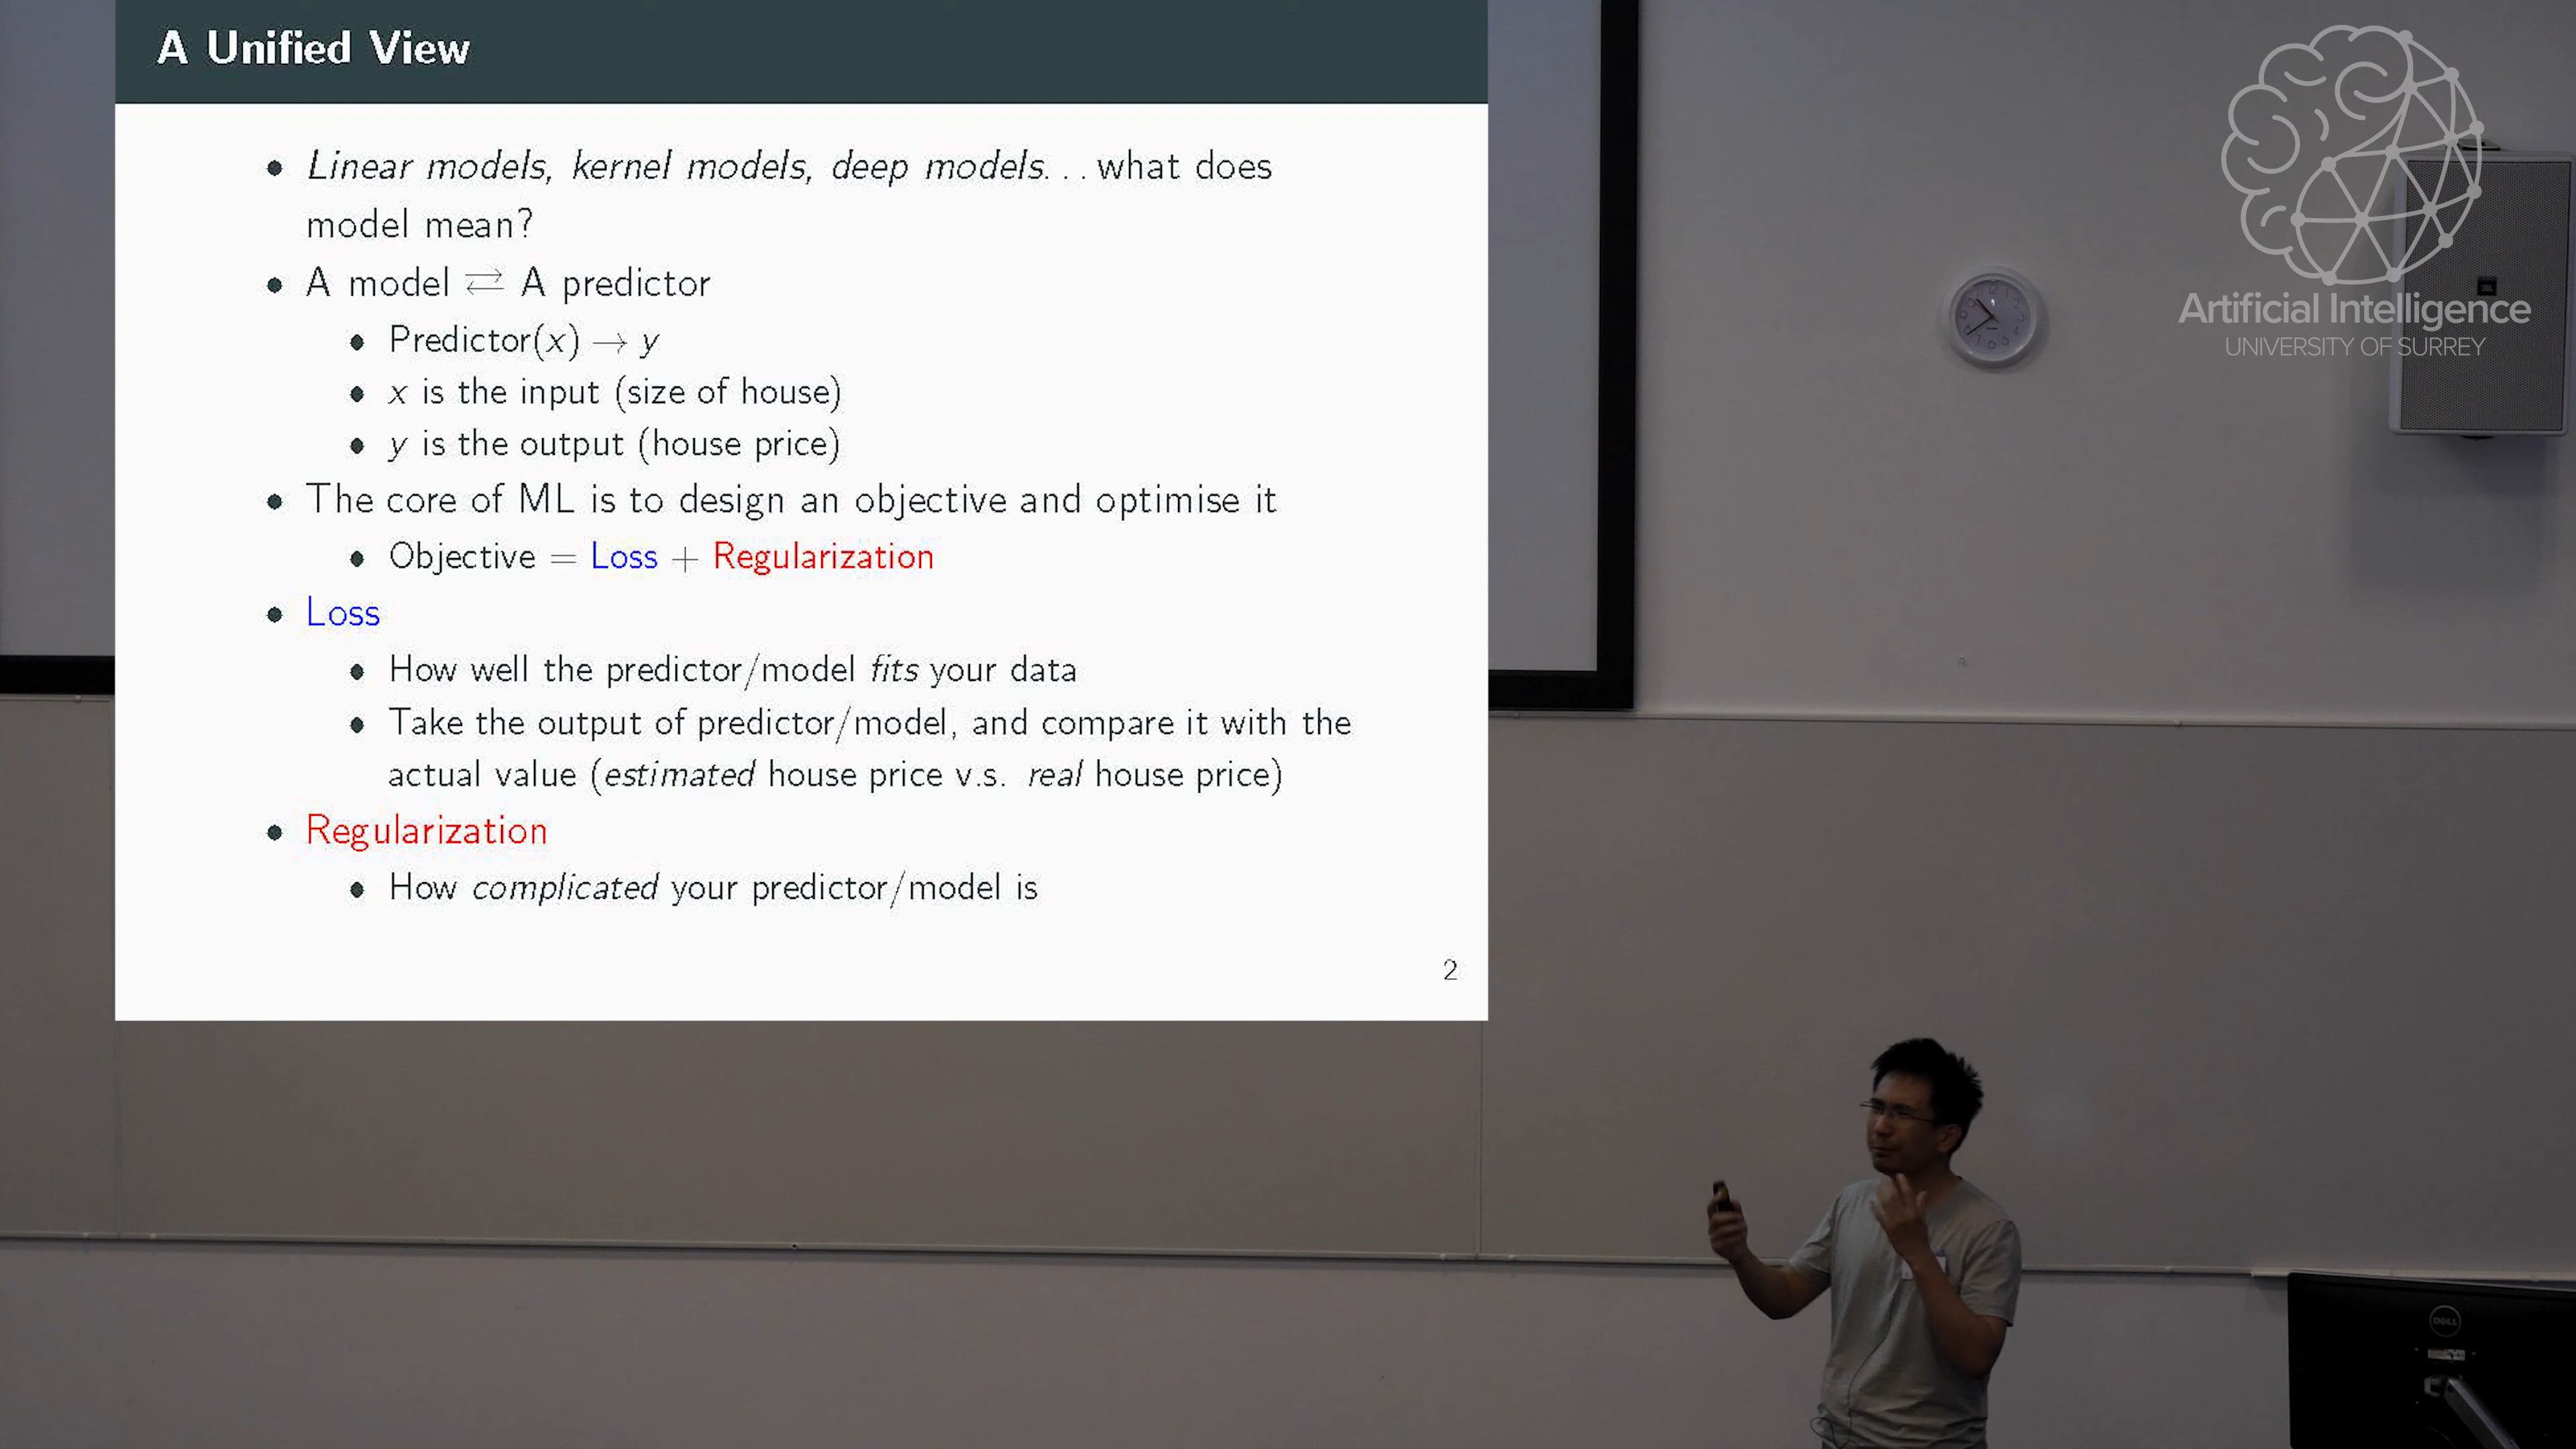 A Unified View
• Linear models, kernel models, deep models. . . what does
model mean?
• A model ⇄ A predictor
• Predictor(x) → y
• x is the input (size of house)
• y is the output (house price)
• The core of ML is to design an objective and optimise it
• Objective = Loss + Regularization
• Loss
• How well the predictor/model fits your data
• Take the output of predictor/model, and compare it with the
actual value (estimated house price v.s. real house price)
• Regularization
• How complicated your predictor/model is
2
Artificial Intelligence
UNIVERSITY OF SURREY
DELL